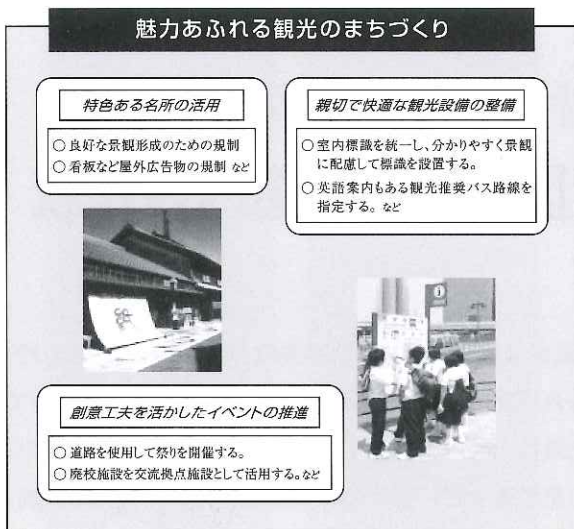 魅力あふれる観光のまちづくり
特色ある名所の活用
○良好な景観形成のための規制
○看板など屋外広告物の規制 など
親切で快適な観光設備の整備
○室内標識を統一し、分かりやすく景観
に配慮して標識を設置する。
○英語案内もある観光推奨バス路線を
指定する。など
創意工夫を活かしたイベントの推進
○道路を使用して祭りを開催する。
○廃校施設を交流拠点施設として活用する。など